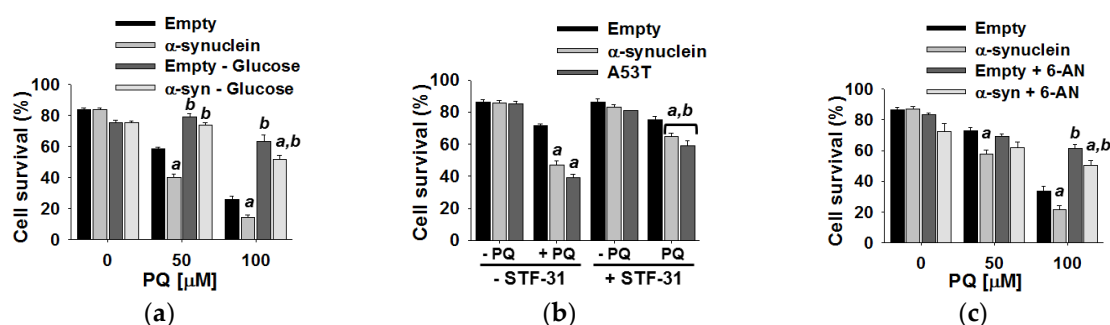 Empty
α-synuclein
Empty - Glucose
α-syn - Glucose
Cell survival (%)
100
80
60
40
20
0
a
b
b
a
b
a,b
0 50 100
PQ [μM]
(a)
Empty
α-synuclein
A53T
Cell survival (%)
100
80
60
40
20
0
a
a
a,b
- PQ + PQ - PQ PQ
- STF-31 + STF-31
(b)
Empty
α-synuclein
Empty + 6-AN
α-syn + 6-AN
Cell survival (%)
100
80
60
40
20
0
a
a
b
a,b
0 50 100
PQ [μM]
(c)